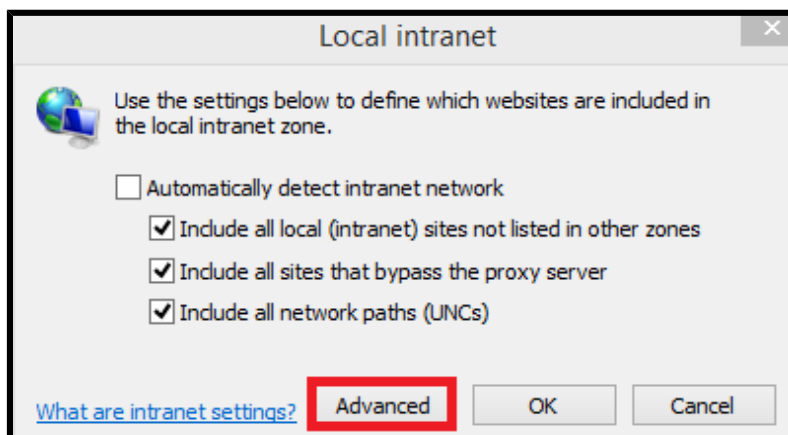 Local intranet
Use the settings below to define which websites are included in
the local intranet zone.
Automatically detect intranet network
Include all local (intranet) sites not listed in other zones
Include all sites that bypass the proxy server
Include all network paths (UNCs)
What are intranet settings? Advanced OK Cancel